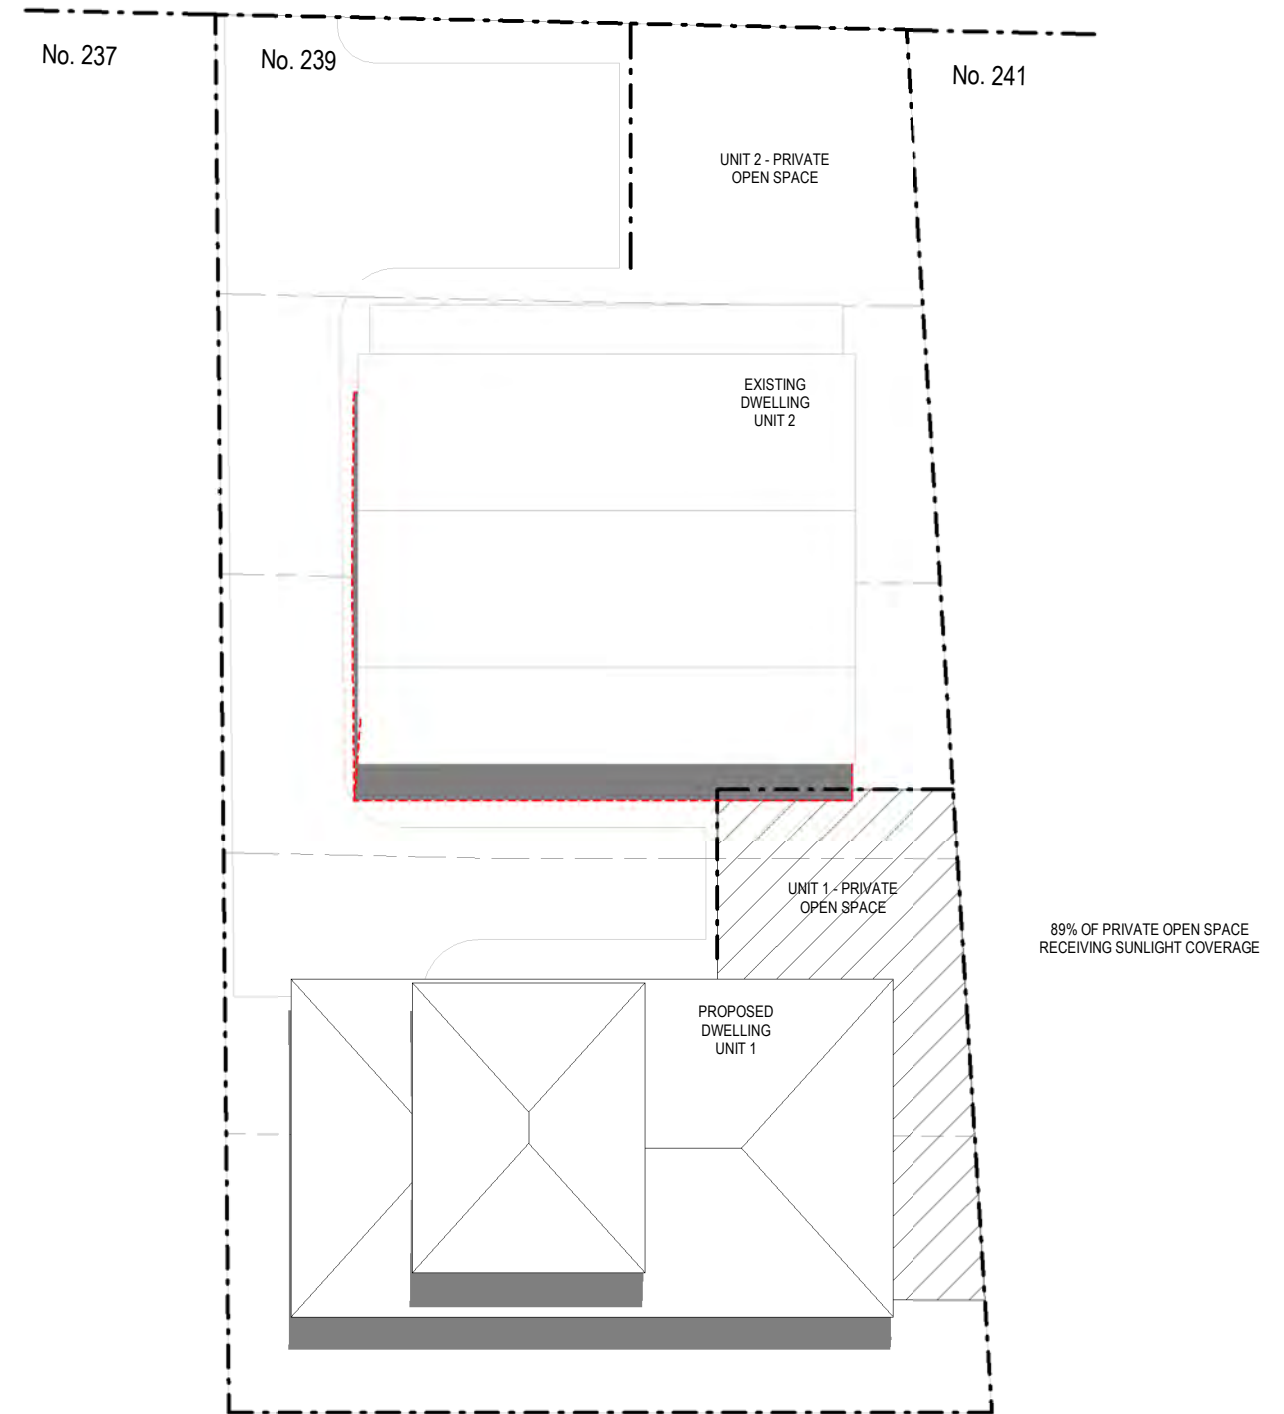 No. 237
No. 239
No. 241
UNIT 2 - PRIVATE
OPEN SPACE
EXISTING
DWELLING
UNIT 2
UNIT 1 - PRIVATE
OPEN SPACE
89% OF PRIVATE OPEN SPACE
RECEIVING SUNLIGHT COVERAGE
PROPOSED
DWELLING
UNIT 1